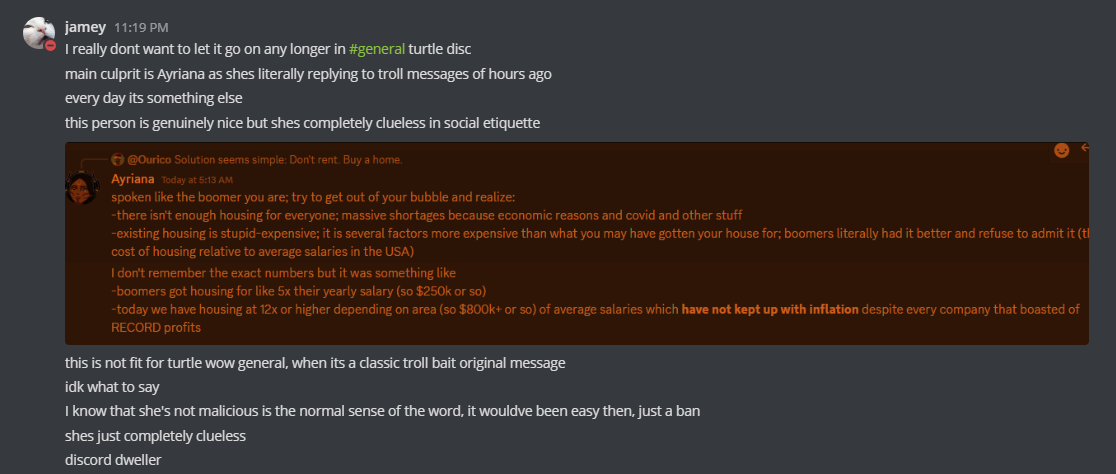 jamey 11:19 PM
I really dont want to let it go on any longer in #general turtle disc
main culprit is Ayriana as shes literally replying to troll messages of hours ago
every day its something else
this person is genuinely nice but shes completely clueless in social etiquette
@Ourico Solution seems simple: Don't rent. Buy a home.
Ayriana Today at 5:13 AM
spoken like the boomer you are; try to get out of your bubble and realize:
-there isn't enough housing for everyone; massive shortages because economic reasons and covid and other stuff
-existing housing is stupid-expensive; it is several factors more expensive than what you may have gotten your house for; boomers literally had it better and refuse to admit it (th
cost of housing relative to average salaries in the USA)
I don't remember the exact numbers but it was something like
-boomers got housing for like 5x their yearly salary (so $250k or so)
-today we have housing at 12x or higher depending on area (so $800k+ or so) of average salaries which have not kept up with inflation despite every company that boasted of
RECORD profits
this is not fit for turtle wow general, when its a classic troll bait original message
idk what to say
I know that she's not malicious is the normal sense of the word, it wouldve been easy then, just a ban
shes just completely clueless
discord dweller